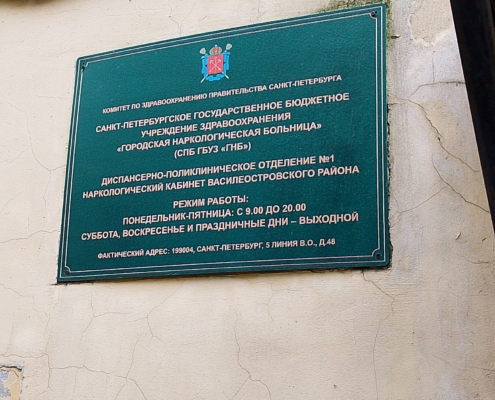 КОМИТЕТ ПО ЗДРАВООХРАНЕНИЮ ПРАВИТЕЛЬСТВА САНКТ-ПЕТЕРБУРГА
САНКТ-ПЕТЕРБУРГСКОЕ ГОСУДАРСТВЕННОЕ БЮДЖЕТНОЕ
УЧРЕЖДЕНИЕ ЗДРАВООХРАНЕНИЯ
«ГОРОДСКАЯ НАРКОЛОГИЧЕСКАЯ БОЛЬНИЦА»
(СПБ ГБУЗ «ГНБ»)
ДИСПАНСЕРНО-ПОЛИКЛИНИЧЕСКОЕ ОТДЕЛЕНИЕ №1
НАРКОЛОГИЧЕСКИЙ КАБИНЕТ ВАСИЛЕОСТРОВСКОГО РАЙОНА
РЕЖИМ РАБОТЫ:
ПОНЕДЕЛЬНИК-ПЯТНИЦА: С 9.00 ДО 20.00
СУББОТА, ВОСКРЕСЕНЬЕ И ПРАЗДНИЧНЫЕ ДНИ – ВЫХОДНОЙ
ФАКТИЧЕСКИЙ АДРЕС: 199004, САНКТ-ПЕТЕРБУРГ, 5 ЛИНИЯ В.О., Д.48